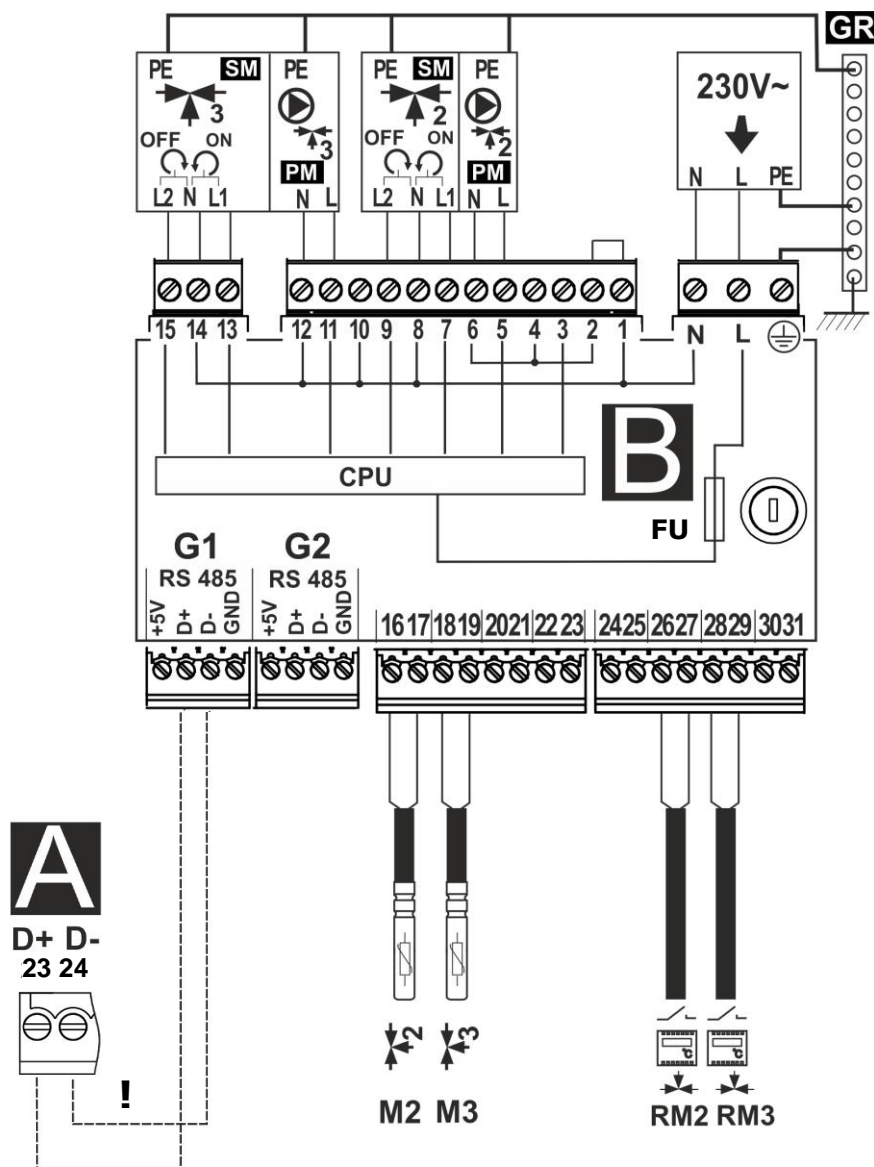 GR
PE SM PE PE SM PE
230V~
3 3 2 2
OFF ON OFF ON
PM PM
L2 N L1 N L L2 N L1 N L N L PE
15 14 13 12 11 10 9 8 7 6 5 4 3 2 1 N L
B
CPU
FU
G1 G2
RS 485 RS 485
+5V D+ D- GND +5V D+ D- GND
16 17 18 19 20 21 22 23 24 25 26 27 28 29 30 31
A
D+ D-
23 24
2 3
°C °C
!
M2 M3 RM2 RM3